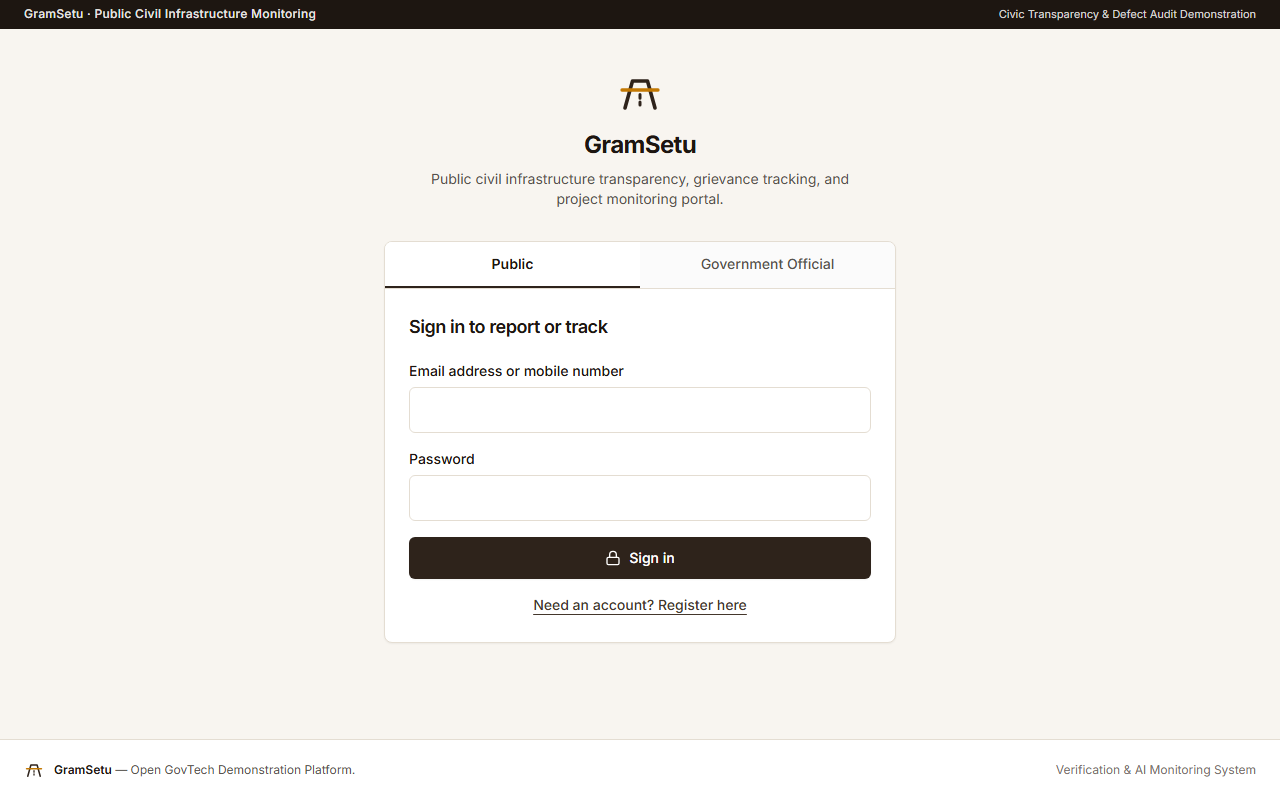 GramSetu · Public Civil Infrastructure Monitoring
Civic Transparency & Defect Audit Demonstration
GramSetu
Public civil infrastructure transparency, grievance tracking, and
project monitoring portal.
Public
Government Official
Sign in to report or track
Email address or mobile number
Password
Sign in
Need an account? Register here
GramSetu — Open GovTech Demonstration Platform.
Verification & AI Monitoring System